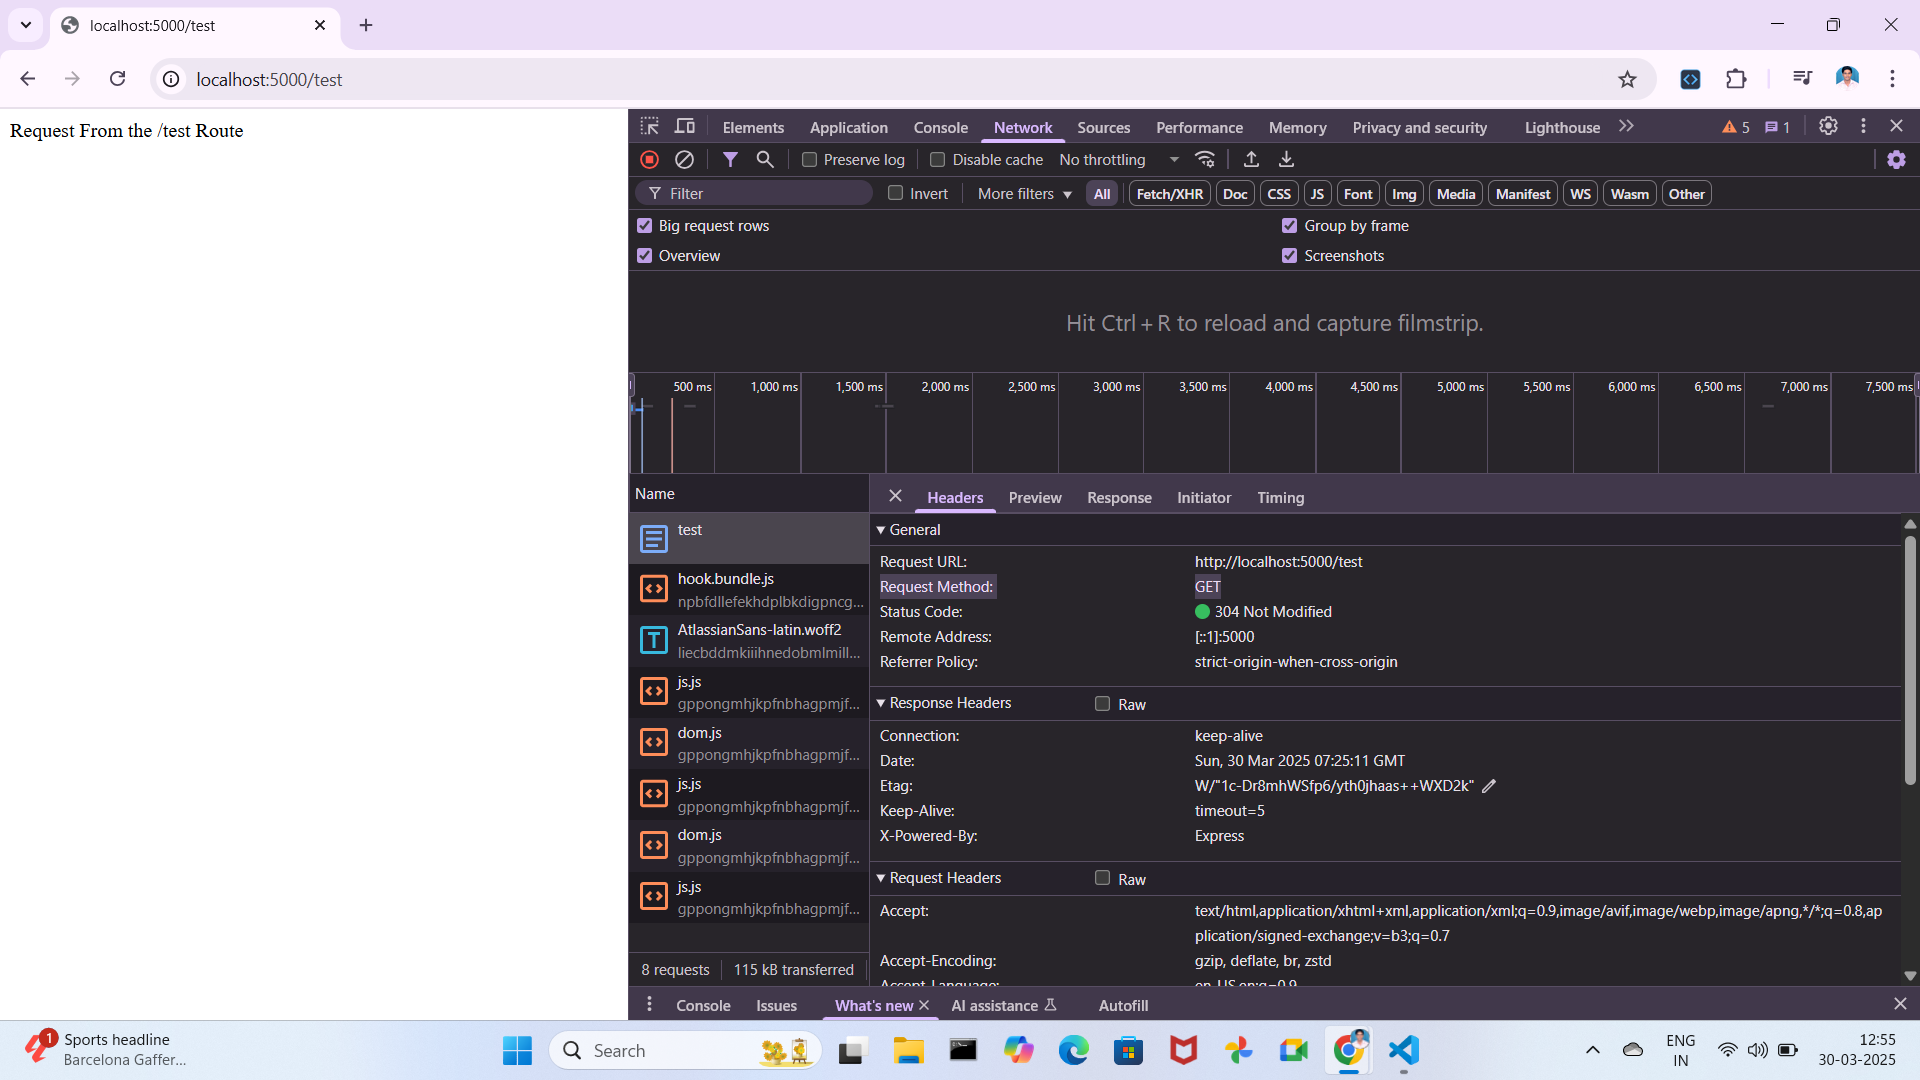 localhost:5000/test
localhost:5000/test
Request From the /test Route
Elements Application Console Network Sources Performance Memory Privacy and security Lighthouse 5 1
Preserve log Disable cache No throttling
Filter Invert More filters All Fetch/XHR Doc CSS JS Font Img Media Manifest WS Wasm Other
Big request rows Group by frame
Overview Screenshots
Hit Ctrl + R to reload and capture filmstrip.
500 ms 1,000 ms 1,500 ms 2,000 ms 2,500 ms 3,000 ms 3,500 ms 4,000 ms 4,500 ms 5,000 ms 5,500 ms 6,000 ms 6,500 ms 7,000 ms 7,500 ms
Name
test
hook.bundle.js
npbfdllefekhdplbkdigpncg...
AtlassianSans-latin.woff2
liecbddmkiiihnedobmlmill...
js.js
gppongmhjkpfnbhagpmjf...
dom.js
gppongmhjkpfnbhagpmjf...
js.js
gppongmhjkpfnbhagpmjf...
dom.js
gppongmhjkpfnbhagpmjf...
js.js
gppongmhjkpfnbhagpmjf...
8 requests 115 kB transferred
Headers Preview Response Initiator Timing
General
Request URL: http://localhost:5000/test
Request Method: GET
Status Code: 304 Not Modified
Remote Address: [::1]:5000
Referrer Policy: strict-origin-when-cross-origin
Response Headers Raw
Connection: keep-alive
Date: Sun, 30 Mar 2025 07:25:11 GMT
Etag: W/"1c-Dr8mhWSfp6/yth0jhaas++WXD2k"
Keep-Alive: timeout=5
X-Powered-By: Express
Request Headers Raw
Accept: text/html,application/xhtml+xml,application/xml;q=0.9,image/avif,image/webp,image/apng,*/*;q=0.8,ap
plication/signed-exchange;v=b3;q=0.7
Accept-Encoding: gzip, deflate, br, zstd
Accept-Language: en-US,en;q=0.9
Console Issues What's new AI assistance Autofill
1 Sports headline
Barcelona Gaffer...
Search
ENG
IN
12:55
30-03-2025